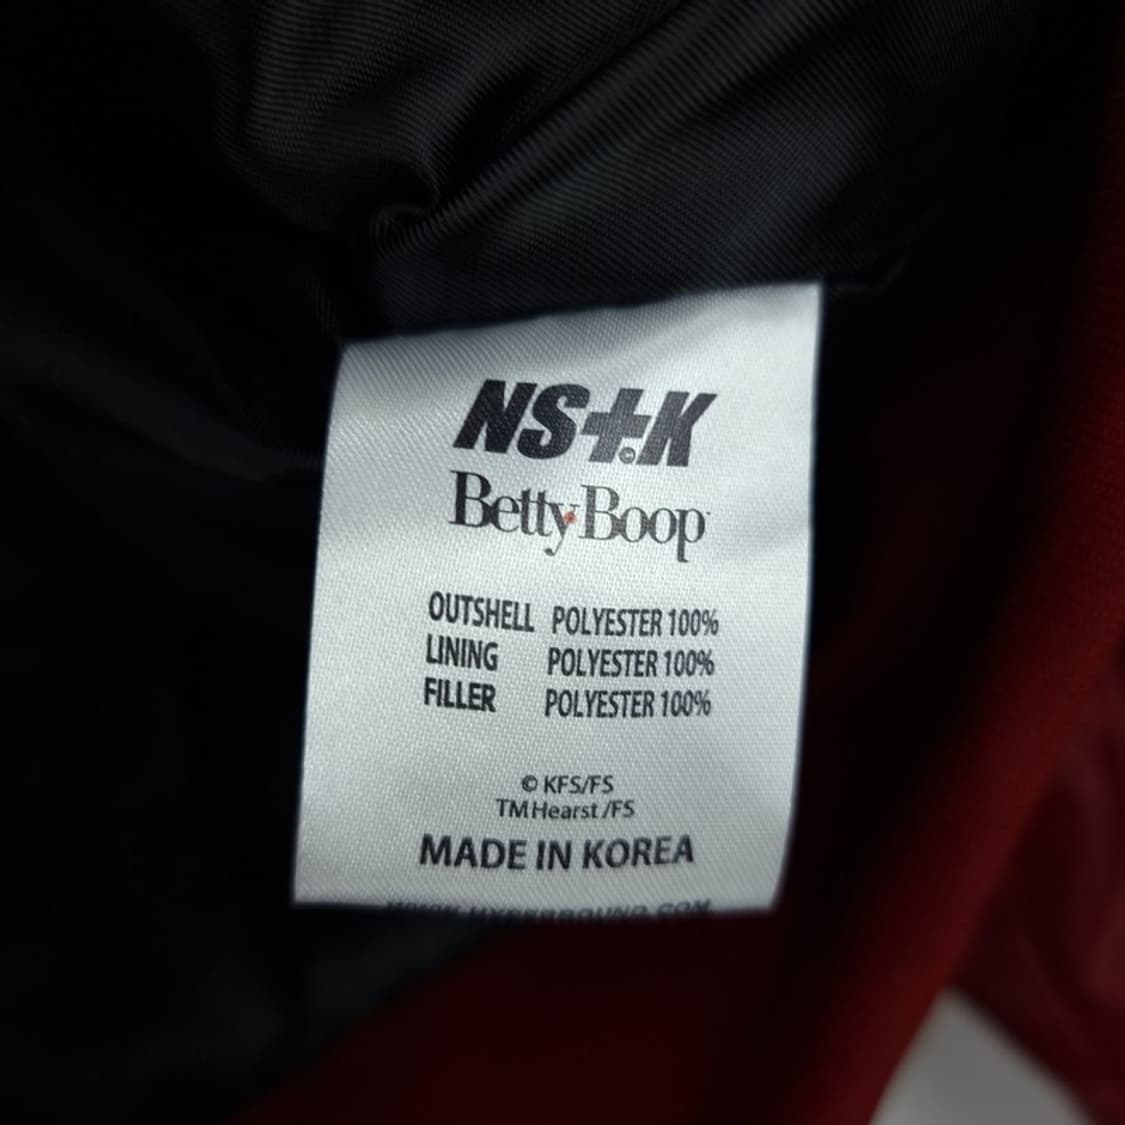 NS+.K
©
Betty Boop
OUTSHELL POLYESTER 100%
LINING POLYESTER 100%
FILLER POLYESTER 100%
© KFS/FS
TM Hearst /FS
MADE IN KOREA